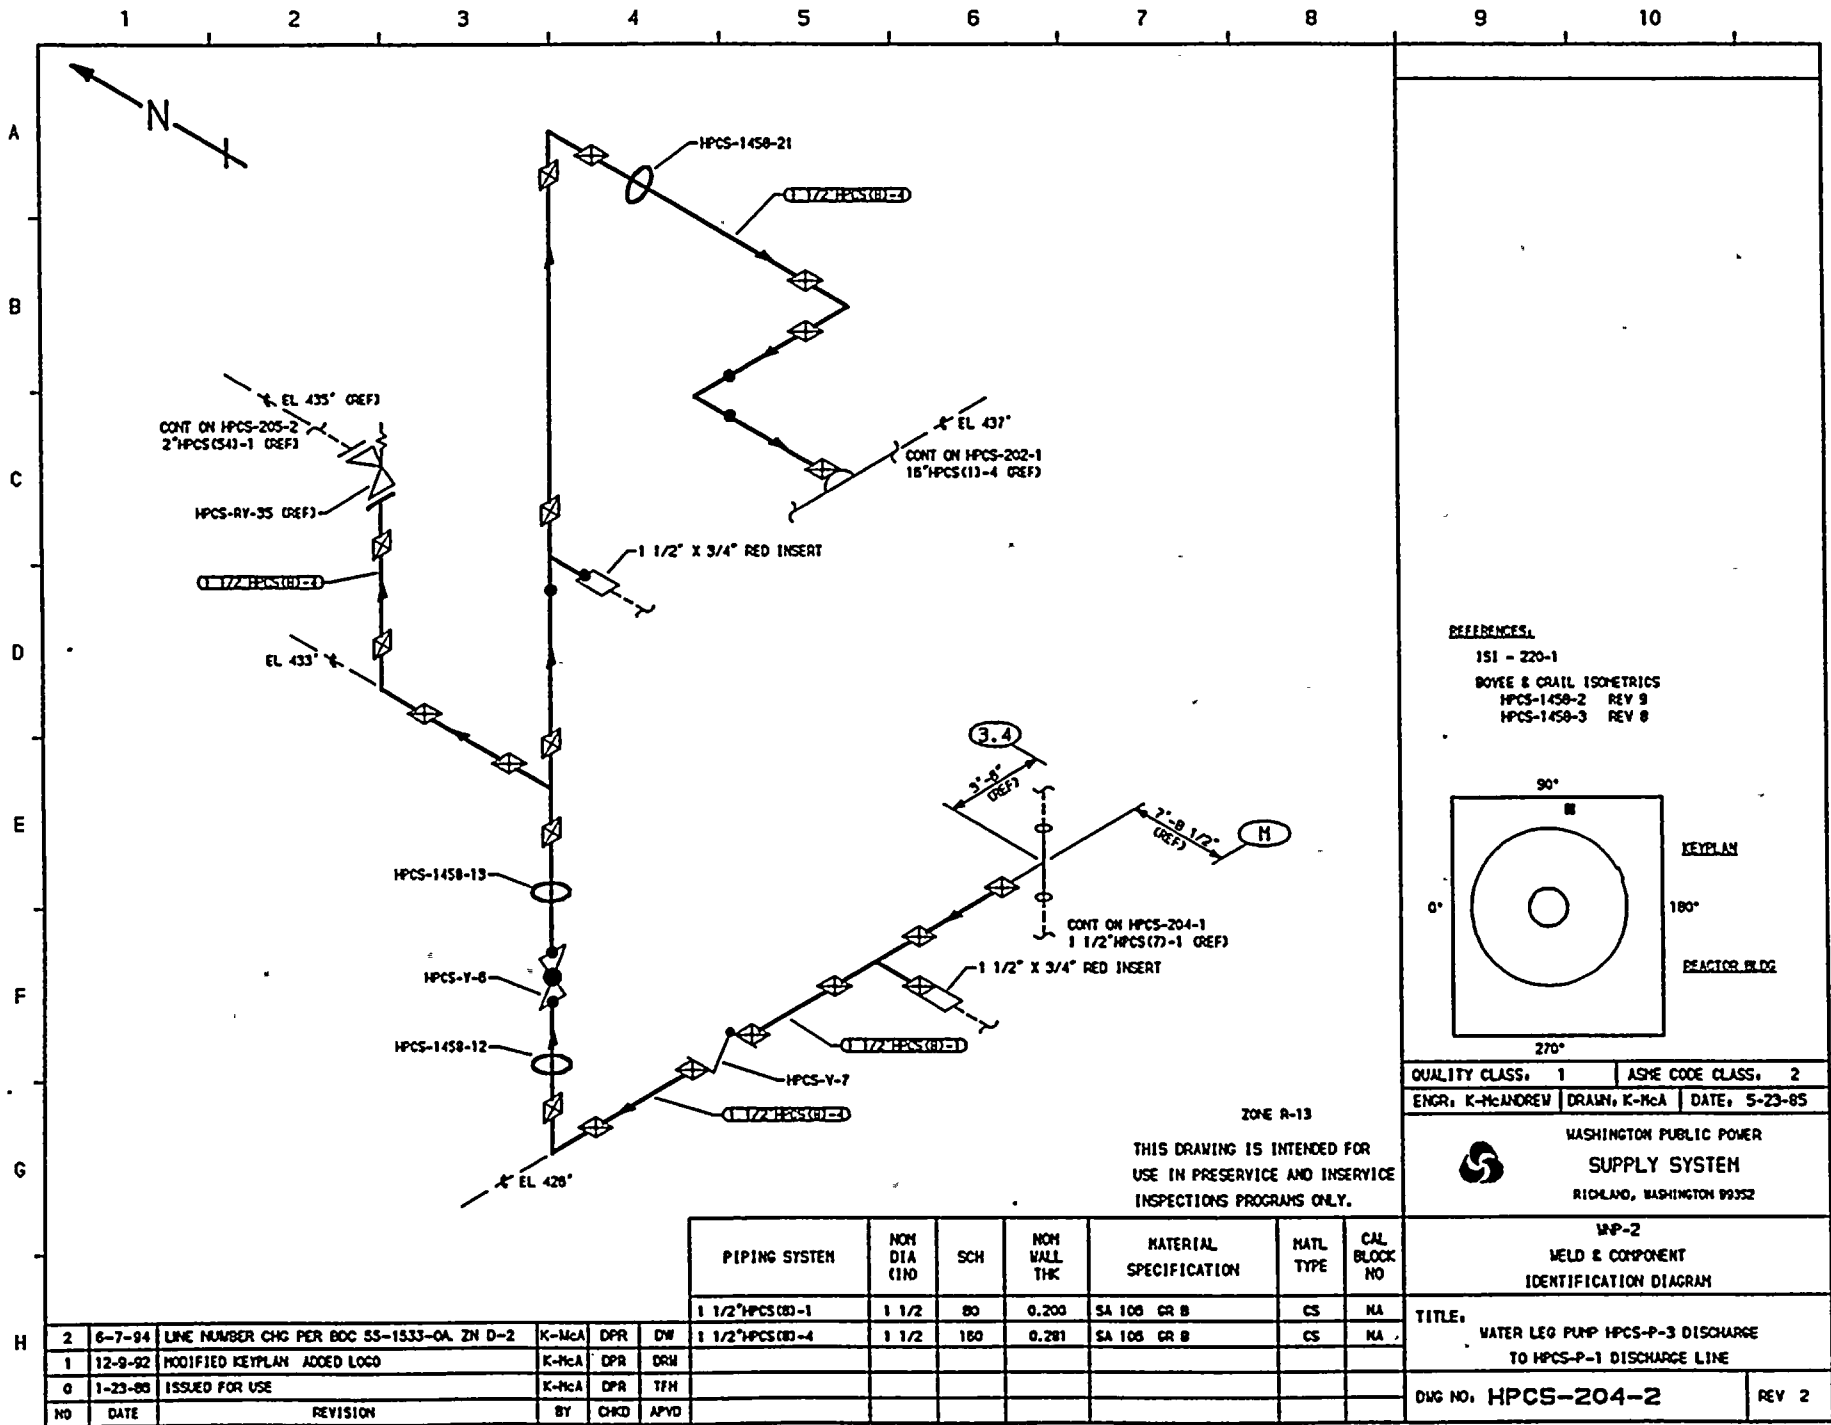 1 2 3 4 5 6 7 8 9 10
A
B
C
D
E
F
G
H
N
HPCS-1458-21
1 1/2"HPCS(8)-4
EL 435' (REF)
CONT ON HPCS-205-2
2"HPCS(54)-1 (REF)
HPCS-RV-35 (REF)
1 1/2"HPCS(8)-4
EL 437'
CONT ON HPCS-202-1
16"HPCS(1)-4 (REF)
1 1/2" X 3/4" RED INSERT
EL 433'
HPCS-1458-13
HPCS-V-6
HPCS-1458-12
3.4
3'-6"
(REF)
7'-8 1/2"
(REF)
M
CONT ON HPCS-204-1
1 1/2"HPCS(7)-1 (REF)
1 1/2" X 3/4" RED INSERT
1 1/2"HPCS(8)-1
HPCS-V-7
1 1/2"HPCS(8)-4
EL 426'
REFERENCES:
ISI - 220-1
BOVEE & CRAIL ISOMETRICS
HPCS-1458-2 REV 9
HPCS-1458-3 REV 8
90°
0°
180°
270°
KEYPLAN
REACTOR BLDG
ZONE R-13
THIS DRAWING IS INTENDED FOR
USE IN PRESERVICE AND INSERVICE
INSPECTIONS PROGRAMS ONLY.
QUALITY CLASS: 1 ASME CODE CLASS: 2
ENGR: K-McANDREW DRAWN: K-McA DATE: 5-23-85
WASHINGTON PUBLIC POWER
SUPPLY SYSTEM
RICHLAND, WASHINGTON 99352
WNP-2
WELD & COMPONENT
IDENTIFICATION DIAGRAM
TITLE:
WATER LEG PUMP HPCS-P-3 DISCHARGE
TO HPCS-P-1 DISCHARGE LINE
DWG NO: HPCS-204-2 REV 2
PIPING SYSTEM NOM DIA (IN) SCH NOM WALL THK MATERIAL SPECIFICATION MATL TYPE CAL BLOCK NO
1 1/2"HPCS(8)-1 1 1/2 80 0.200 SA 106 GR B CS NA
1 1/2"HPCS(8)-4 1 1/2 160 0.281 SA 106 GR B CS NA
2 6-7-94 LINE NUMBER CHG PER BDC 55-1533-0A, ZN D-2 K-McA DPR DW
1 12-9-92 MODIFIED KEYPLAN ADDED LOGO K-McA DPR DRW
0 1-23-86 ISSUED FOR USE K-McA DPR TFH
NO DATE REVISION BY CHKD APVD